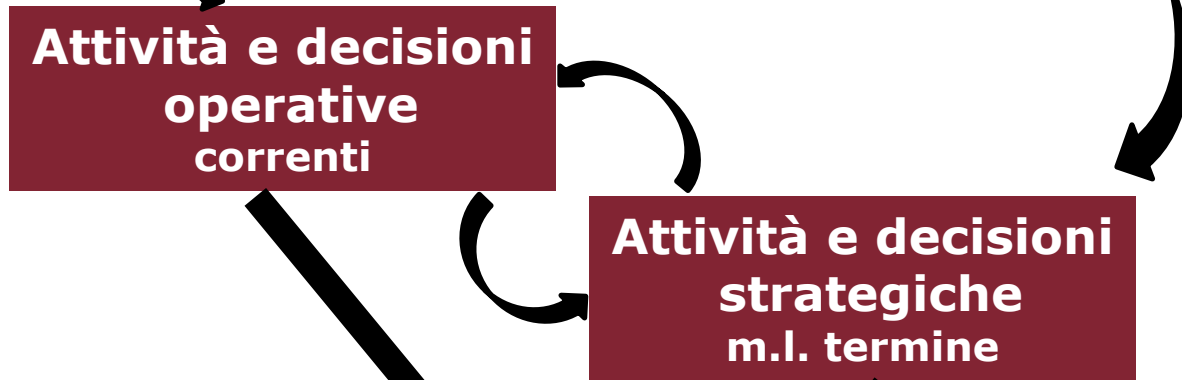 Attività e decisioni
operative
correnti
Attività e decisioni
strategiche
m.l. termine